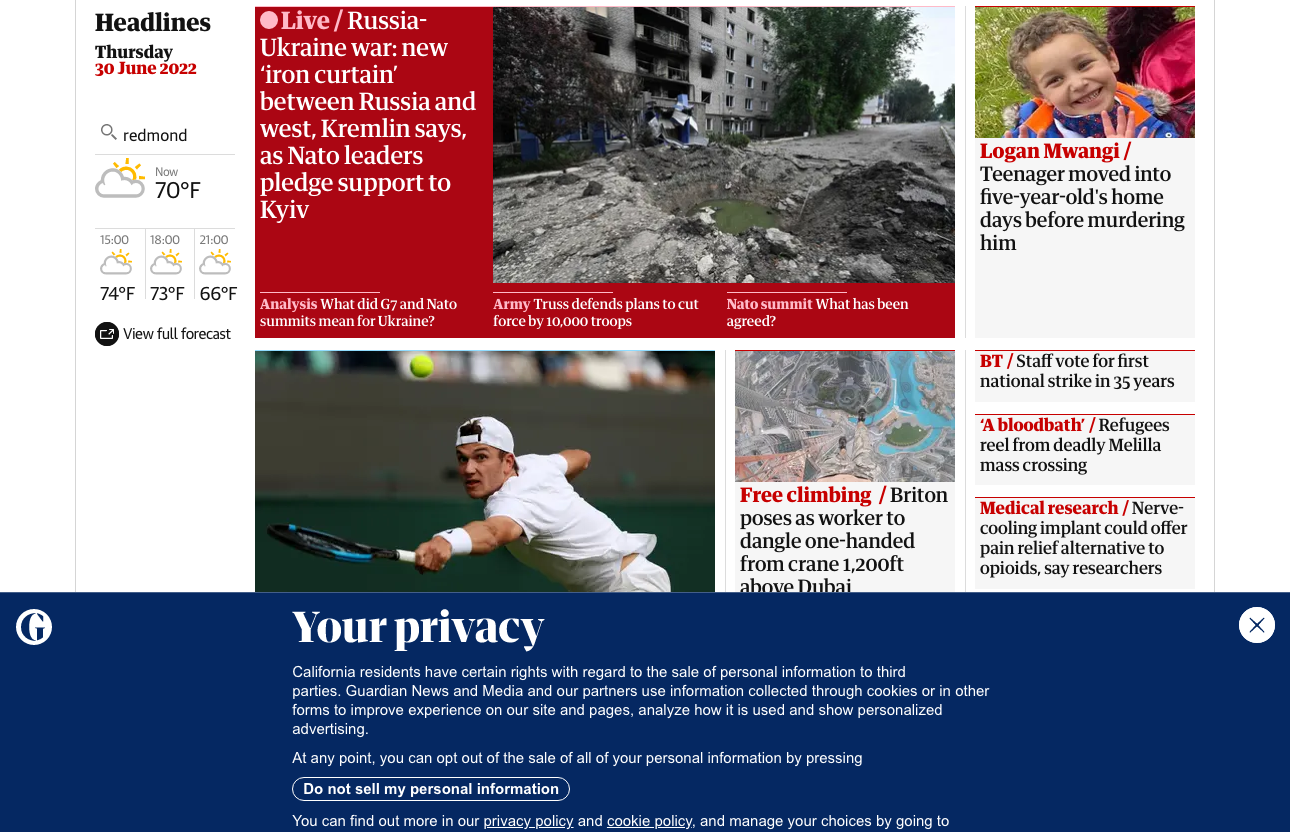 Headlines
Thursday
30 June 2022
redmond
Now
70°F
15:00
18:00
21:00
74°F
73°F
66°F
View full forecast
Live / Russia-
Ukraine war: new
‘iron curtain’
between Russia and
west, Kremlin says,
as Nato leaders
pledge support to
Kyiv
Analysis What did G7 and Nato
summits mean for Ukraine?
Army Truss defends plans to cut
force by 10,000 troops
Nato summit What has been
agreed?
Logan Mwangi /
Teenager moved into
five-year-old's home
days before murdering
him
Free climbing / Briton
poses as worker to
dangle one-handed
from crane 1,200ft
above Dubai
BT / Staff vote for first
national strike in 35 years
‘A bloodbath’ / Refugees
reel from deadly Melilla
mass crossing
Medical research / Nerve-
cooling implant could offer
pain relief alternative to
opioids, say researchers
G
Your privacy
California residents have certain rights with regard to the sale of personal information to third
parties. Guardian News and Media and our partners use information collected through cookies or in other
forms to improve experience on our site and pages, analyze how it is used and show personalized
advertising.
At any point, you can opt out of the sale of all of your personal information by pressing
Do not sell my personal information
You can find out more in our privacy policy and cookie policy, and manage your choices by going to